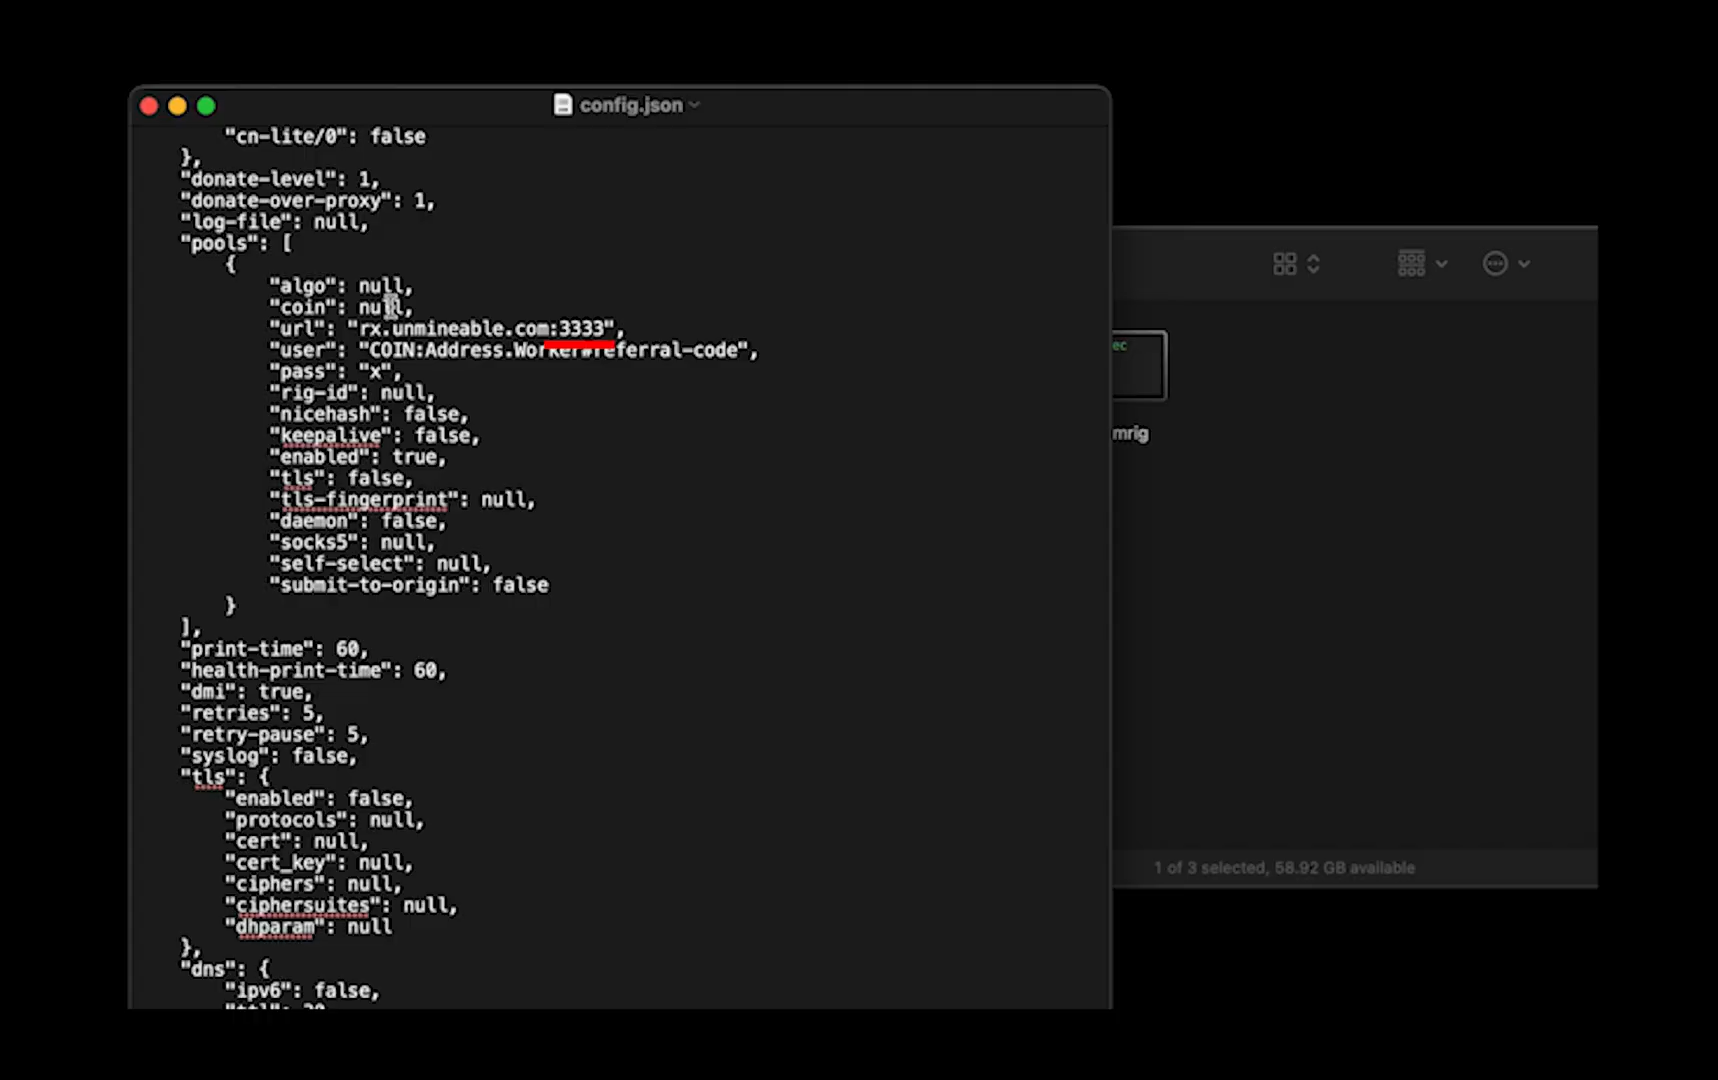 config.json
"cn-lite/0": false
},
"donate-level": 1,
"donate-over-proxy": 1,
"log-file": null,
"pools": [
{
"algo": null,
"coin": null,
"url": "rx.unmineable.com:3333",
"user": "COIN:Address.Worker#referral-code",
"pass": "x",
"rig-id": null,
"nicehash": false,
"keepalive": false,
"enabled": true,
"tls": false,
"tls-fingerprint": null,
"daemon": false,
"socks5": null,
"self-select": null,
"submit-to-origin": false
}
],
"print-time": 60,
"health-print-time": 60,
"dmi": true,
"retries": 5,
"retry-pause": 5,
"syslog": false,
"tls": {
"enabled": false,
"protocols": null,
"cert": null,
"cert_key": null,
"ciphers": null,
"ciphersuites": null,
"dhparam": null
},
"dns": {
"ipv6": false,
ec
mrig
1 of 3 selected, 58.92 GB available